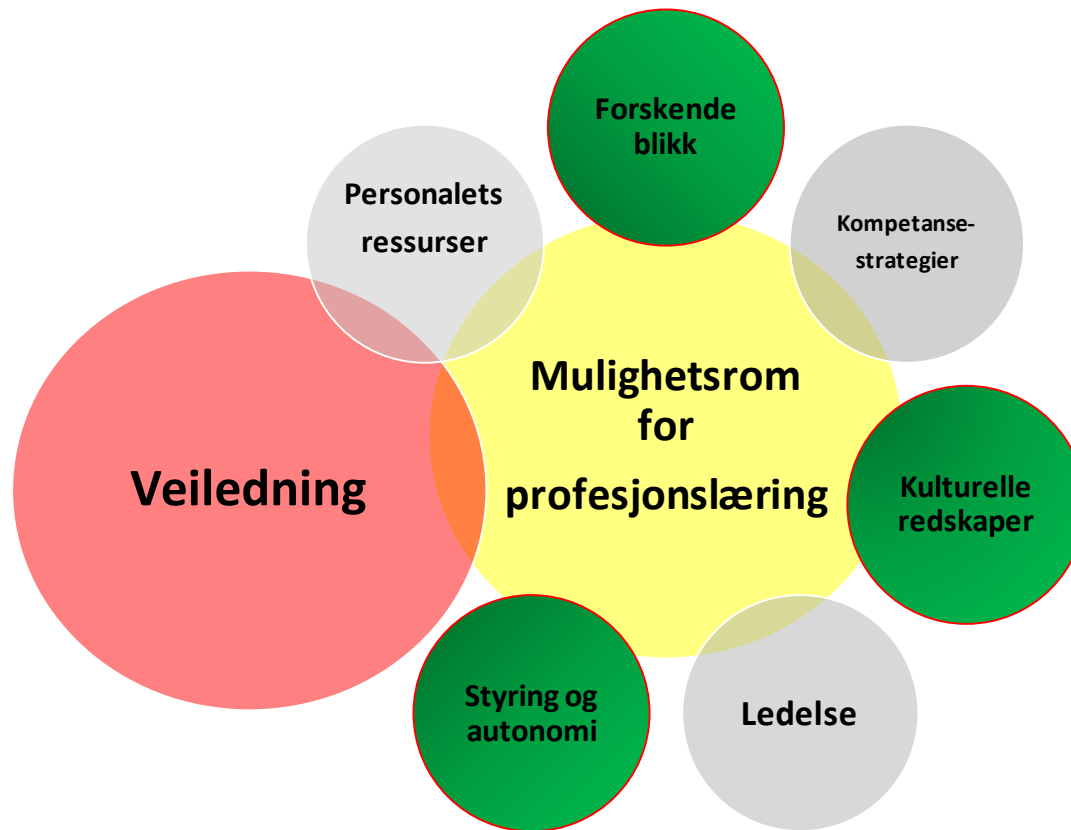 Forskende
blikk
Personalets
ressurser
Kompetanse-
strategier
Mulighetsrom
for
profesjonslæring
Veiledning
Kulturelle
redskaper
Styring og
autonomi
Ledelse